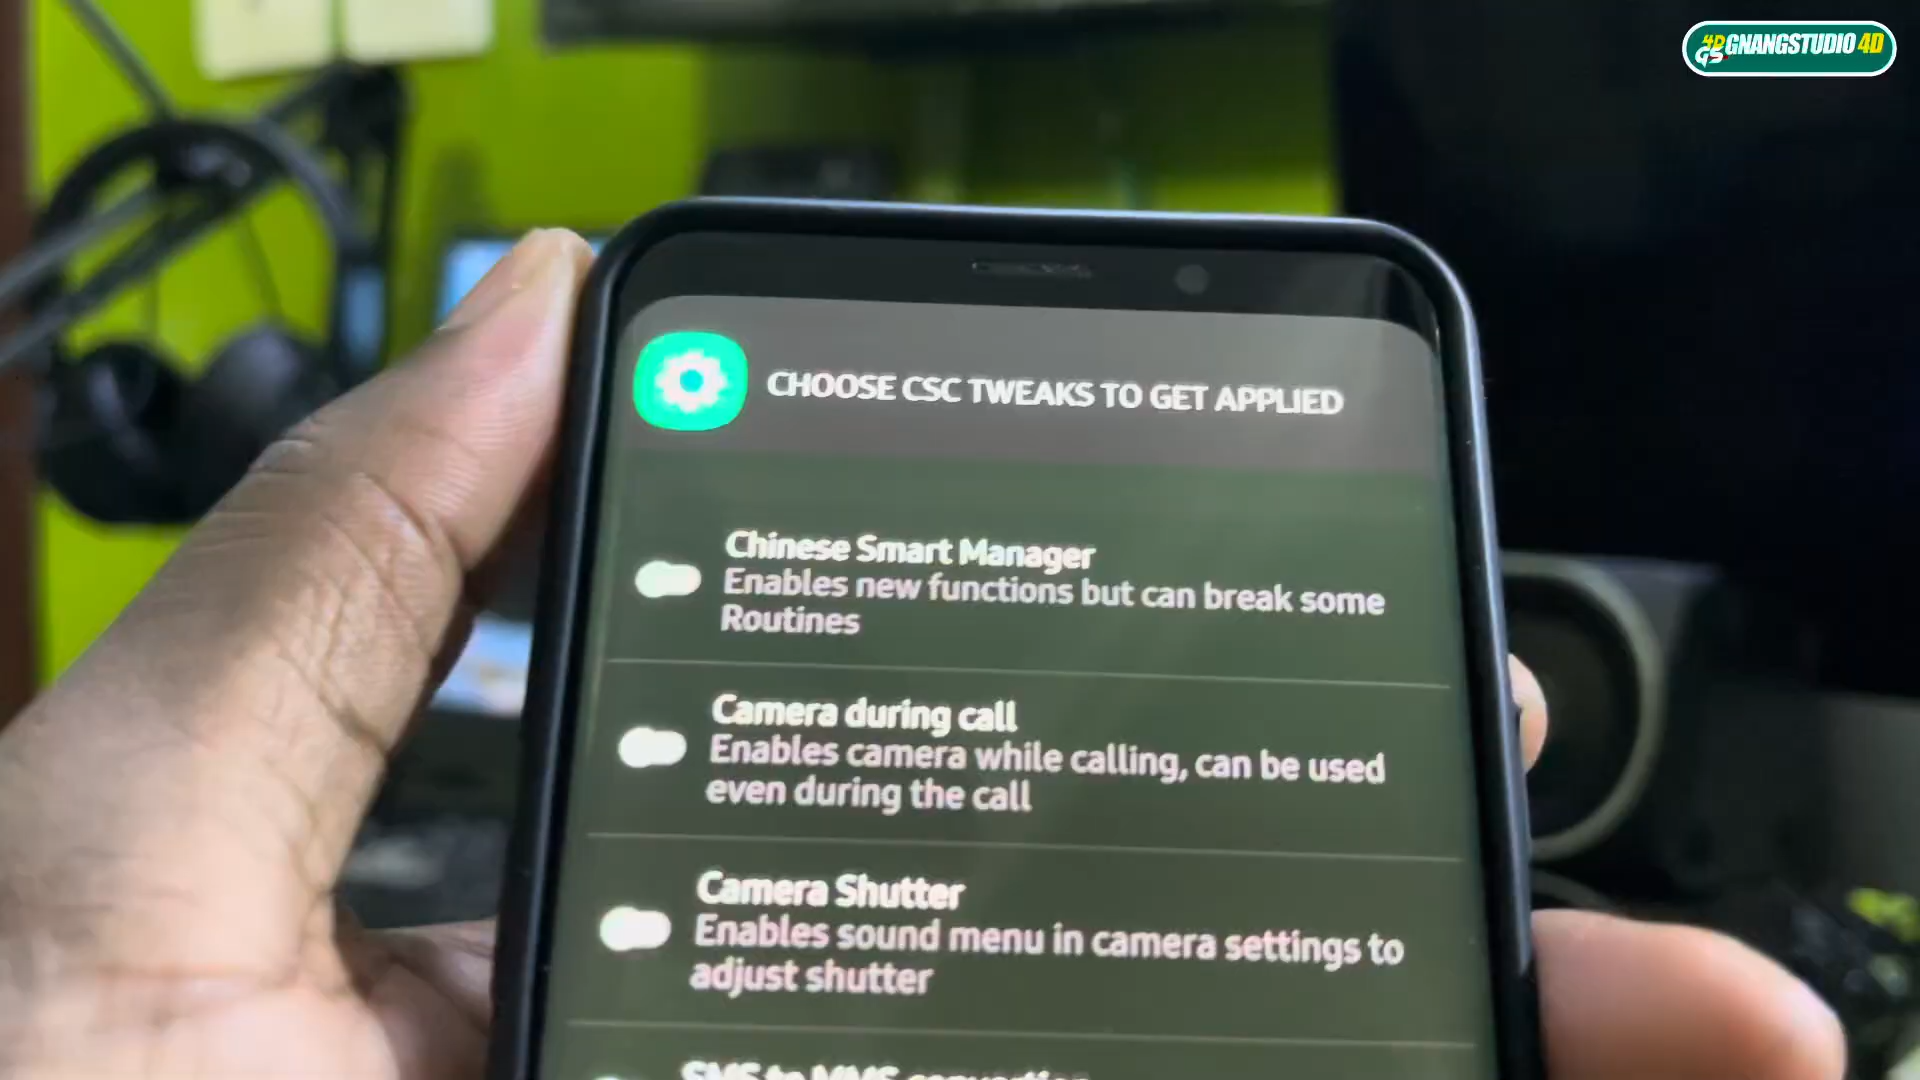 GNANGSTUDIO 4D
CHOOSE CSC TWEAKS TO GET APPLIED
Chinese Smart Manager
Enables new functions but can break some
Routines
Camera during call
Enables camera while calling, can be used
even during the call
Camera Shutter
Enables sound menu in camera settings to
adjust shutter
SMS to MMS convertion